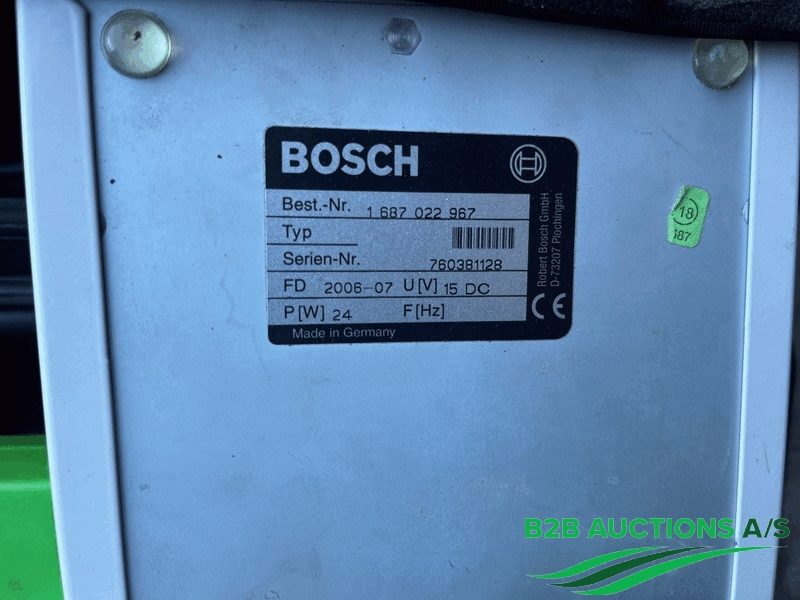 BOSCH
Best.-Nr. 1 687 022 967
Typ
Serien-Nr. 760381128
FD 2006-07 U[V] 15 DC
P[W] 24 F[Hz]
Made in Germany
Robert Bosch GmbH
D-73207 Plochingen
CE
18
687
B2B AUCTIONS A/S